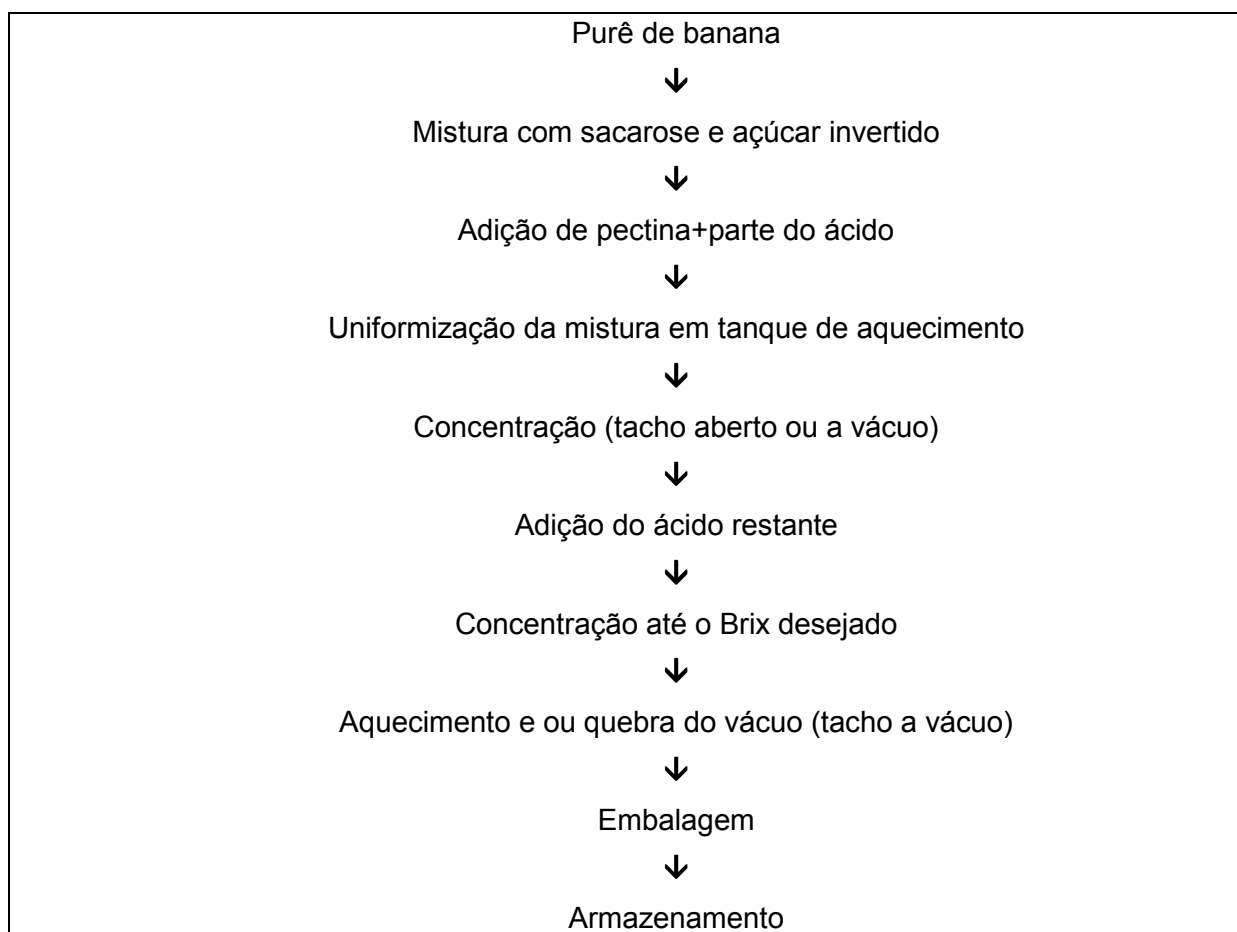 Purê de banana
↓
Mistura com sacarose e açúcar invertido
↓
Adição de pectina+parte do ácido
↓
Uniformização da mistura em tanque de aquecimento
↓
Concentração (tacho aberto ou a vácuo)
↓
Adição do ácido restante
↓
Concentração até o Brix desejado
↓
Aquecimento e ou quebra do vácuo (tacho a vácuo)
↓
Embalagem
↓
Armazenamento